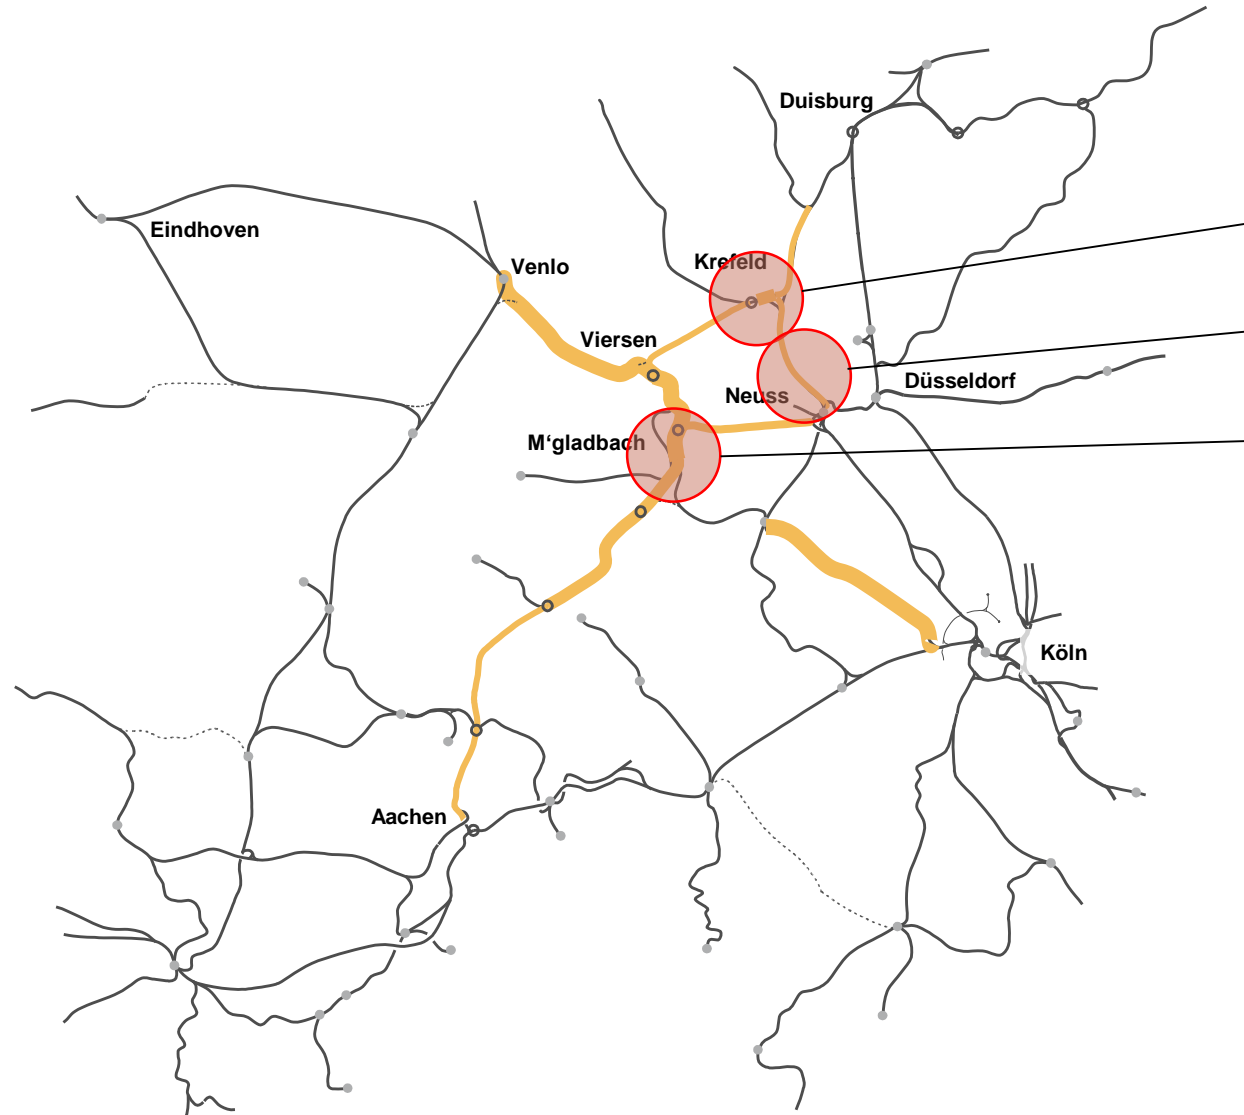 Duisburg
Eindhoven
Venlo
Krefeld
Viersen
Düsseldorf
Neuss
M‘gladbach
Köln
Aachen